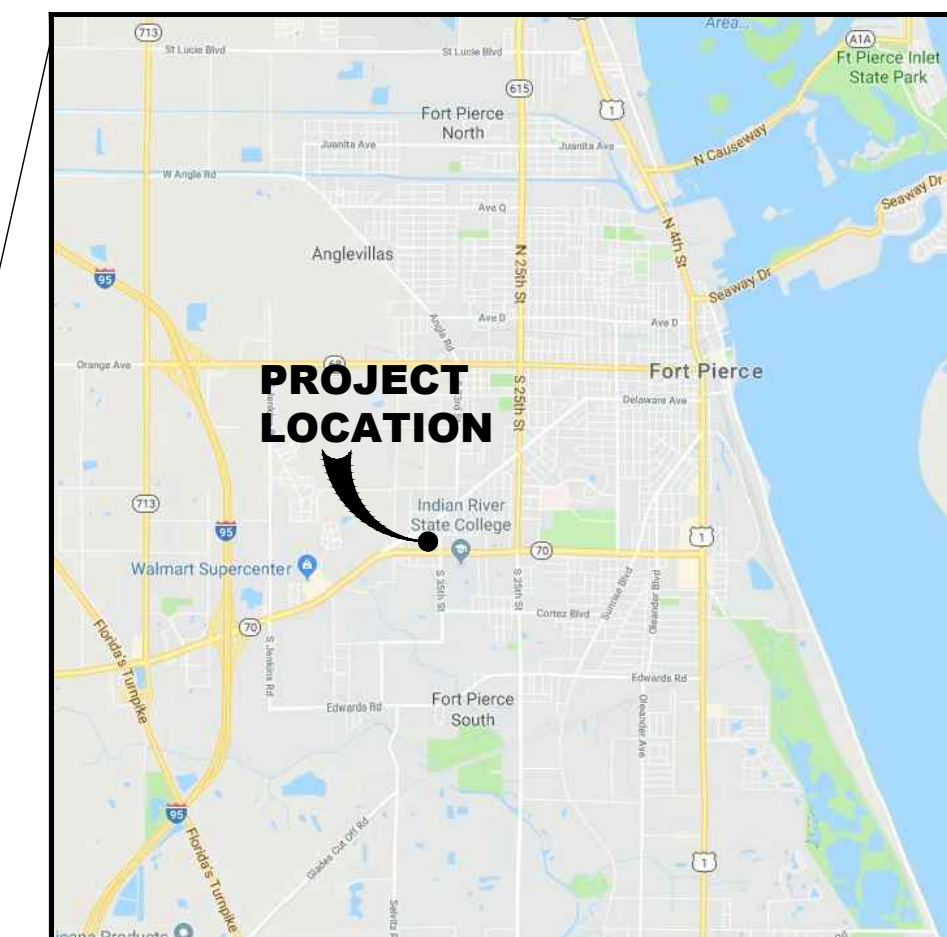 Area...
713
St Lucie Blvd
St Lucie Blvd
A1A
Ft Pierce Inlet
State Park
615
1
Fort Pierce
North
Juanita Ave
Juanita Ave
N Causeway
W Angle Rd
Seaway Dr
Ave Q
N 4th St
Anglevillas
N 25th St
95
Seaway Dr
Angle Rd
Ave D
Ave D
Orange Ave
68
PROJECT
LOCATION
Fort Pierce
S 25th St
Delaware Ave
713
Indian River
State College
95
1
70
Walmart Supercenter
S 35th St
S 25th St
Sunrise Blvd
Oleander Blvd
Cortez Blvd
70
Florida's Turnpike
S Jenkins Rd
Edwards Rd
Edwards Rd
Fort Pierce
South
Oleander Ave
95
Glades Cut Off Rd
Florida's Turnpike
1